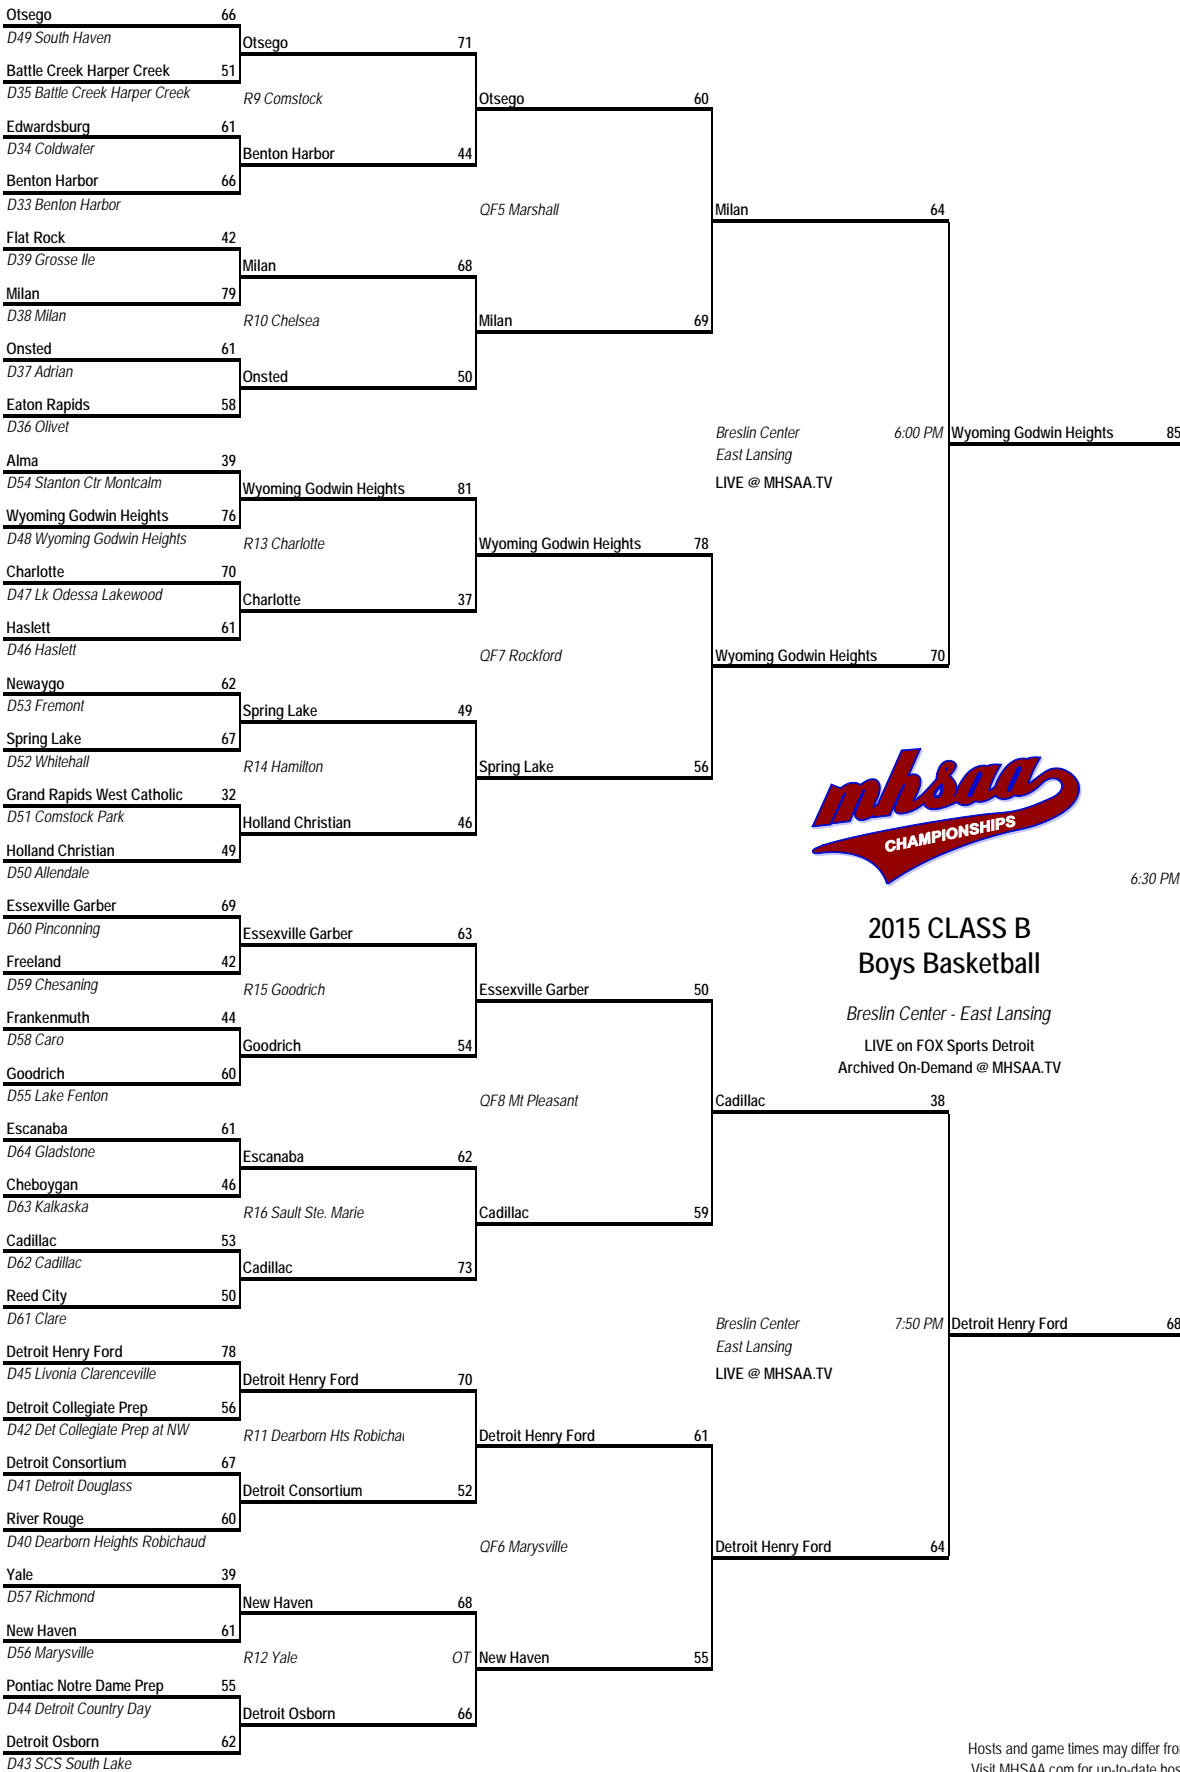 Otsego 66
D49 South Haven
Otsego 71
Battle Creek Harper Creek 51
D35 Battle Creek Harper Creek
R9 Comstock
Otsego 60
Edwardsburg 61
D34 Coldwater
Benton Harbor 44
Benton Harbor 66
D33 Benton Harbor
QF5 Marshall
Milan 64
Flat Rock 42
D39 Grosse Ile
Milan 68
Milan 79
D38 Milan
R10 Chelsea
Milan 69
Onsted 61
D37 Adrian
Onsted 50
Eaton Rapids 58
D36 Olivet
Breslin Center 6:00 PM
Wyoming Godwin Heights 85
East Lansing
LIVE @ MHSAA.TV
Alma 39
D54 Stanton Ctr Montcalm
Wyoming Godwin Heights 81
Wyoming Godwin Heights 76
D48 Wyoming Godwin Heights
R13 Charlotte
Wyoming Godwin Heights 78
Charlotte 70
D47 Lk Odessa Lakewood
Charlotte 37
Haslett 61
D46 Haslett
QF7 Rockford
Wyoming Godwin Heights 70
Newaygo 62
D53 Fremont
Spring Lake 49
Spring Lake 67
D52 Whitehall
R14 Hamilton
Spring Lake 56
Grand Rapids West Catholic 32
D51 Comstock Park
Holland Christian 46
Holland Christian 49
D50 Allendale
mhsaa
CHAMPIONSHIPS
6:30 PM
2015 CLASS B
Boys Basketball
Breslin Center - East Lansing
LIVE on FOX Sports Detroit
Archived On-Demand @ MHSAA.TV
Essexville Garber 69
D60 Pinconning
Essexville Garber 63
Freeland 42
D59 Chesaning
R15 Goodrich
Essexville Garber 50
Frankenmuth 44
D58 Caro
Goodrich 54
Goodrich 60
D55 Lake Fenton
QF8 Mt Pleasant
Cadillac 38
Escanaba 61
D64 Gladstone
Escanaba 62
Cheboygan 46
D63 Kalkaska
R16 Sault Ste. Marie
Cadillac 59
Cadillac 53
D62 Cadillac
Cadillac 73
Reed City 50
D61 Clare
Breslin Center 7:50 PM
Detroit Henry Ford 68
East Lansing
LIVE @ MHSAA.TV
Detroit Henry Ford 78
D45 Livonia Clarenceville
Detroit Henry Ford 70
Detroit Collegiate Prep 56
D42 Det Collegiate Prep at NW
R11 Dearborn Hts Robichau
Detroit Henry Ford 61
Detroit Consortium 67
D41 Detroit Douglass
Detroit Consortium 52
River Rouge 60
D40 Dearborn Heights Robichaud
QF6 Marysville
Detroit Henry Ford 64
Yale 39
D57 Richmond
New Haven 68
New Haven 61
D56 Marysville
R12 Yale OT
New Haven 55
Pontiac Notre Dame Prep 55
D44 Detroit Country Day
Detroit Osborn 66
Detroit Osborn 62
D43 SCS South Lake
Hosts and game times may differ fro
Visit MHSAA.com for up-to-date hos